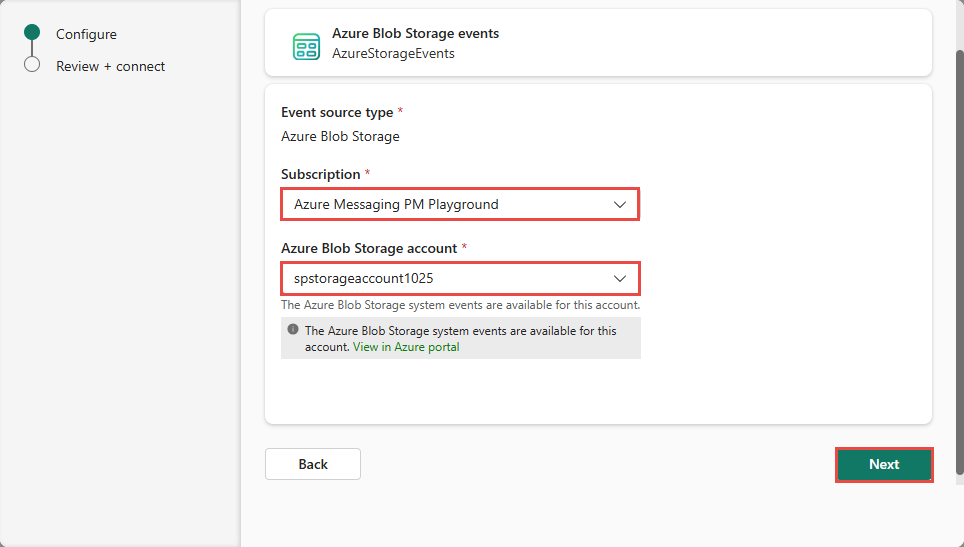 Configure
Review + connect
Azure Blob Storage events
AzureStorageEvents
Event source type *
Azure Blob Storage
Subscription *
Azure Messaging PM Playground
Azure Blob Storage account *
spstorageaccount1025
The Azure Blob Storage system events are available for this account.
The Azure Blob Storage system events are available for this
account. View in Azure portal
Back
Next